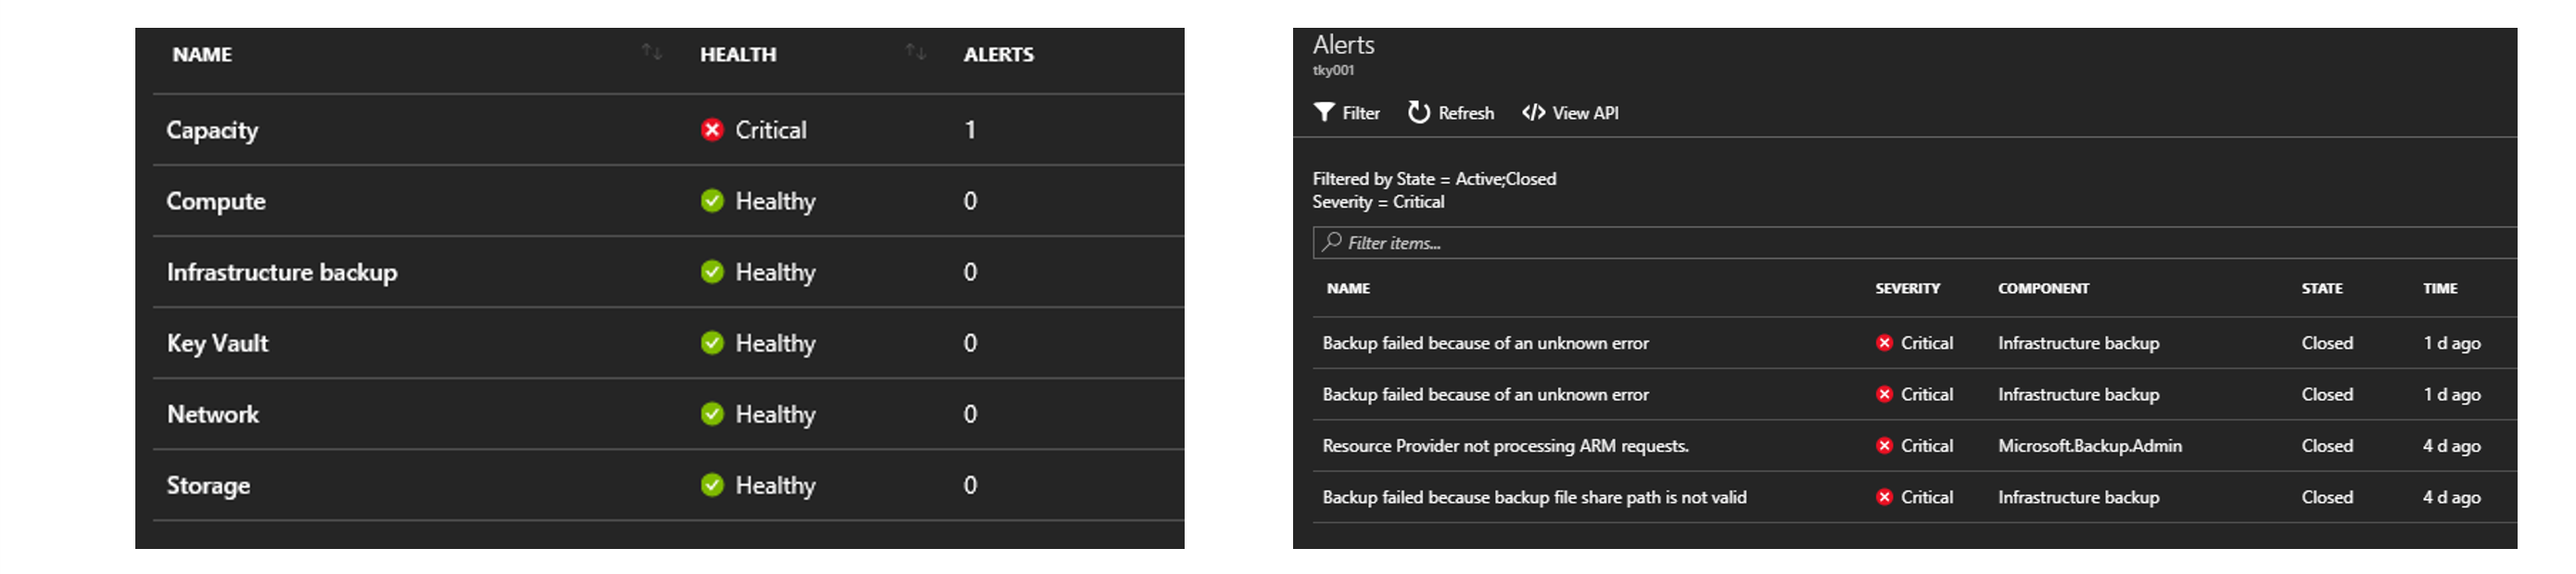 NAME HEALTH ALERTS
Capacity Critical 1
Compute Healthy 0
Infrastructure backup Healthy 0
Key Vault Healthy 0
Network Healthy 0
Storage Healthy 0
Alerts
tky001
Filter Refresh </> View API
Filtered by State = Active;Closed
Severity = Critical
Filter items...
NAME SEVERITY COMPONENT STATE TIME
Backup failed because of an unknown error Critical Infrastructure backup Closed 1 d ago
Backup failed because of an unknown error Critical Infrastructure backup Closed 1 d ago
Resource Provider not processing ARM requests. Critical Microsoft.Backup.Admin Closed 4 d ago
Backup failed because backup file share path is not valid Critical Infrastructure backup Closed 4 d ago